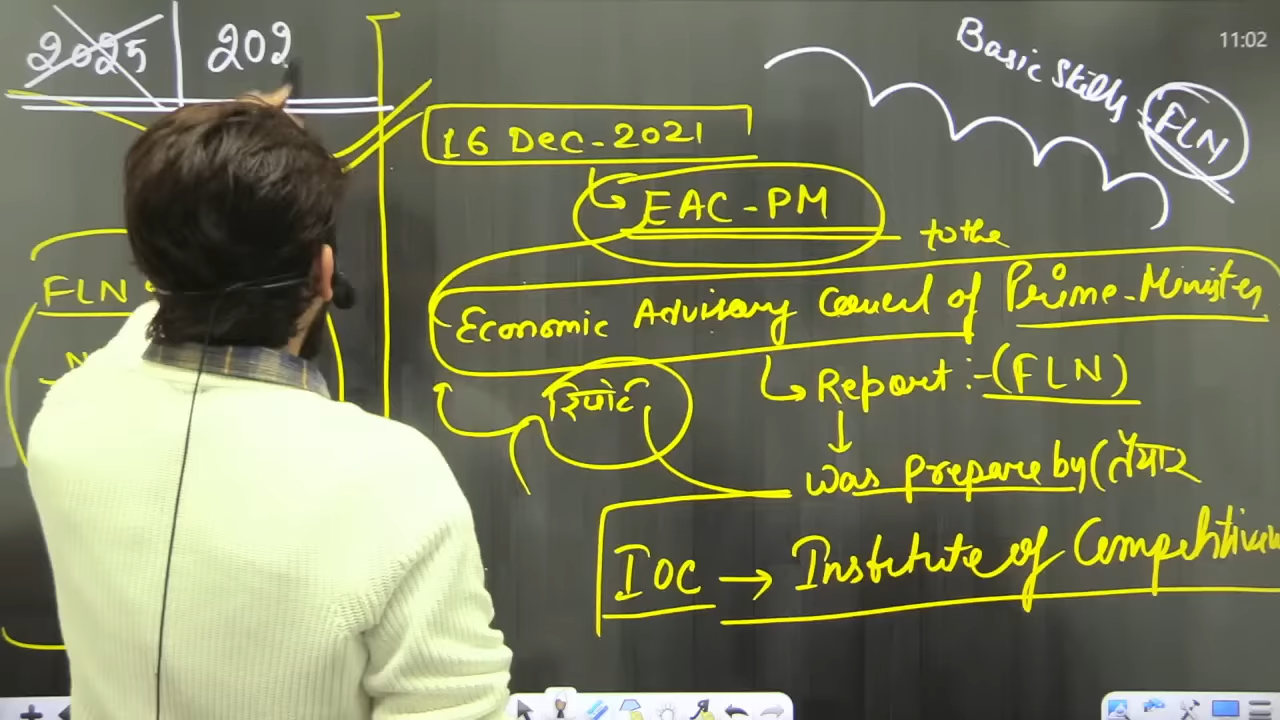 2025 202
Basic Skills
FLN
11:02
16 Dec-2021
EAC-PM
to the
Economic Advisory Council of Prime-Minister
FLN
रिपोर्ट
Report :-(FLN)
was prepare by (तैयार
IOC → Institute of